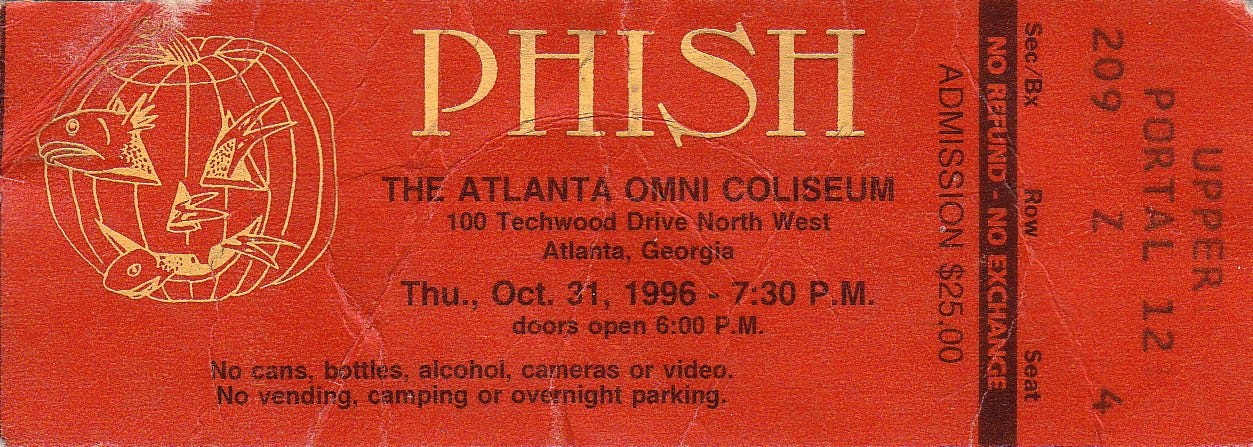 PHISH
THE ATLANTA OMNI COLISEUM
100 Techwood Drive North West
Atlanta, Georgia
Thu., Oct. 31, 1996 - 7:30 P.M.
doors open 6:00 P.M.
No cans, bottles, alcohol, cameras or video.
No vending, camping or overnight parking.
UPPER
PORTAL 12
209 Z 4
Sec/Bx Row Seat
NO REFUND - NO EXCHANGE
ADMISSION $25.00